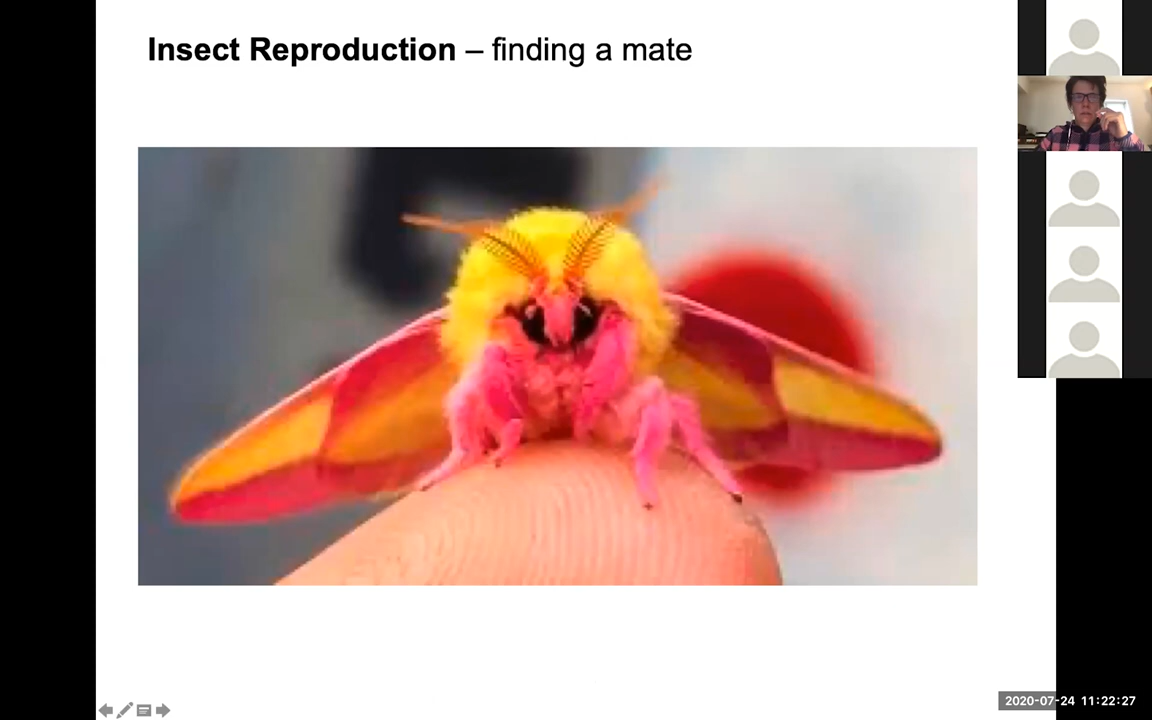 Insect Reproduction – finding a mate
2020-07-24 11:22:27